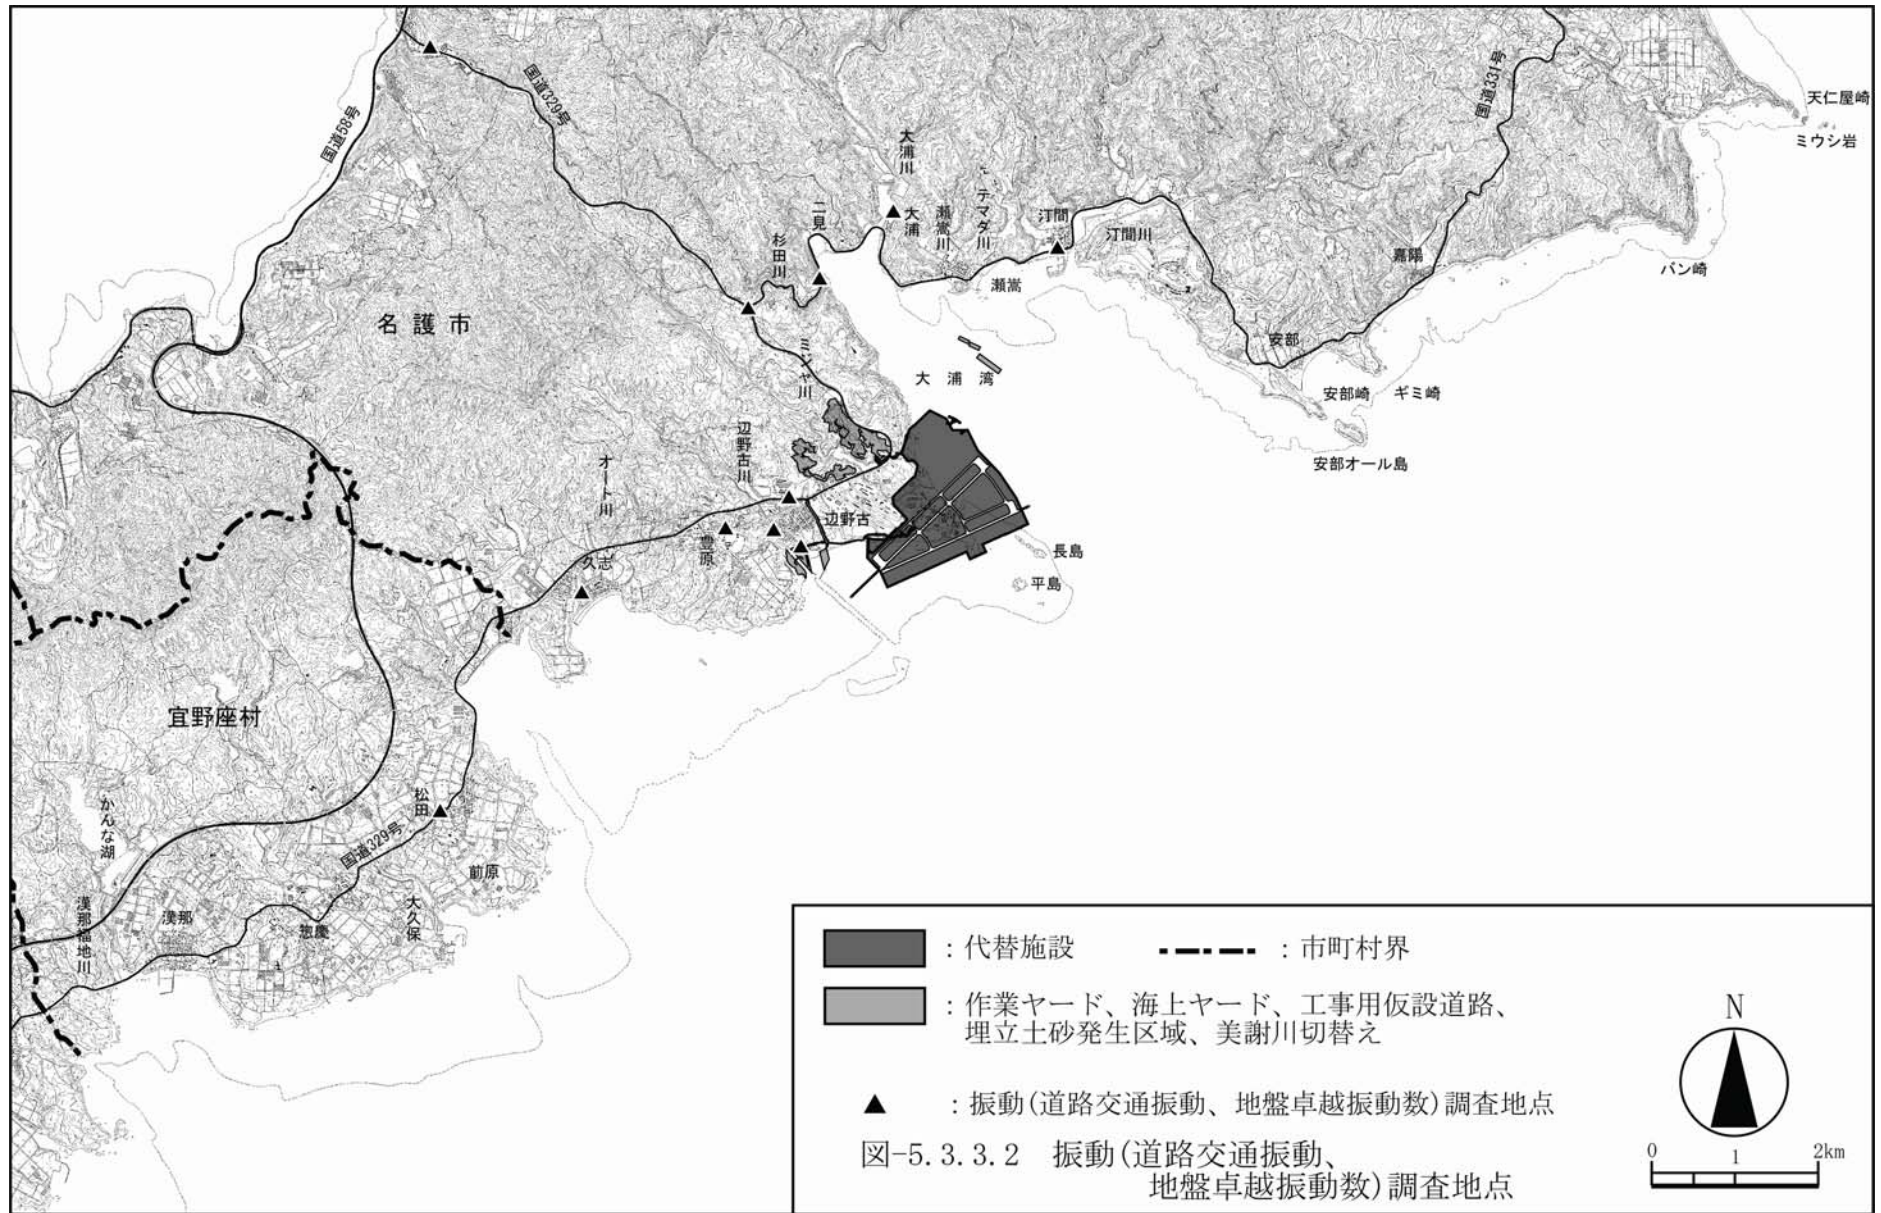 国道58号
国道329号
国道331号
天仁屋崎
ミウシ岩
バン崎
大浦川
大浦
二見
杉田川
瀬嵩川
テマダ川
汀間
汀間川
瀬嵩
嘉陽
安部
安部崎
ギミ崎
安部オール島
名護市
大浦湾
ミジャ川
辺野古川
オート川
辺野古
豊原
久志
長島
平島
宜野座村
かんな湖
松田
国道329号
前原
大久保
惣慶
漢那
漢那福地川
：代替施設
：市町村界
：作業ヤード、海上ヤード、工事用仮設道路、
埋立土砂発生区域、美謝川切替え
▲ ：振動(道路交通振動、地盤卓越振動数)調査地点
図-5.3.3.2 振動(道路交通振動、
地盤卓越振動数)調査地点
N
0 1 2km